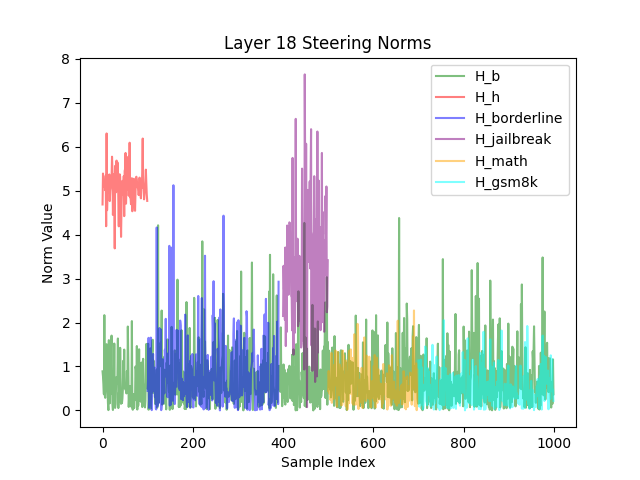 Layer 18 Steering Norms
Norm Value
8
7
6
5
4
3
2
1
0
H_b
H_h
H_borderline
H_jailbreak
H_math
H_gsm8k
0
200
400
600
800
1000
Sample Index